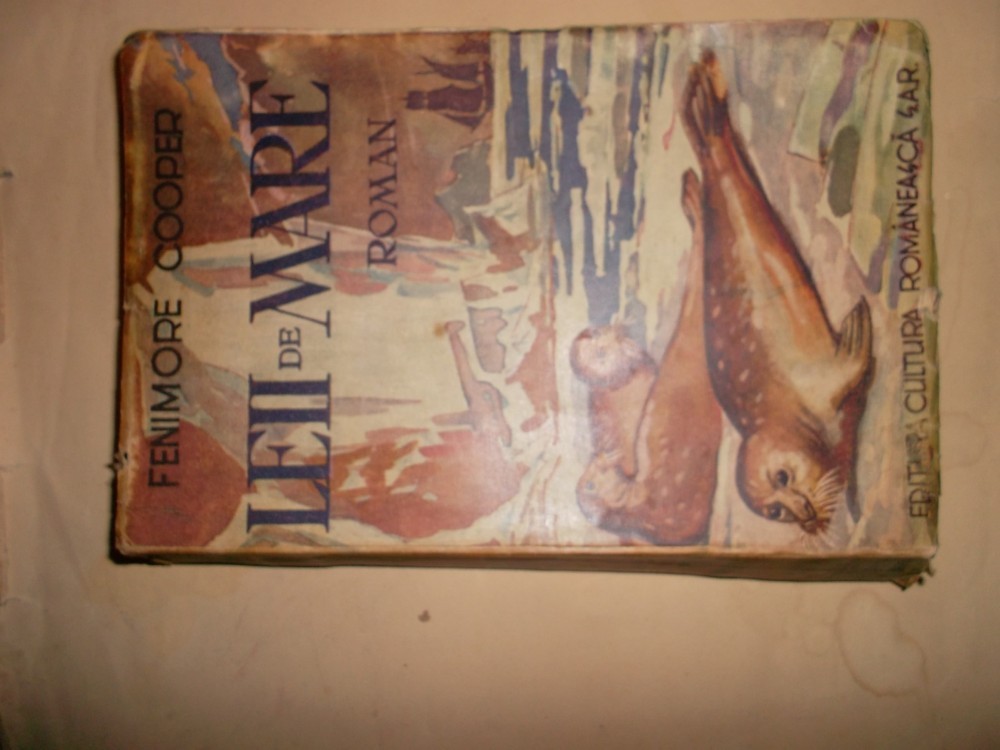 FENIMORE COOPER
LEII DE MARE
ROMAN
EDITURA CULTURA ROMÂNEASCĂ S.A.R.